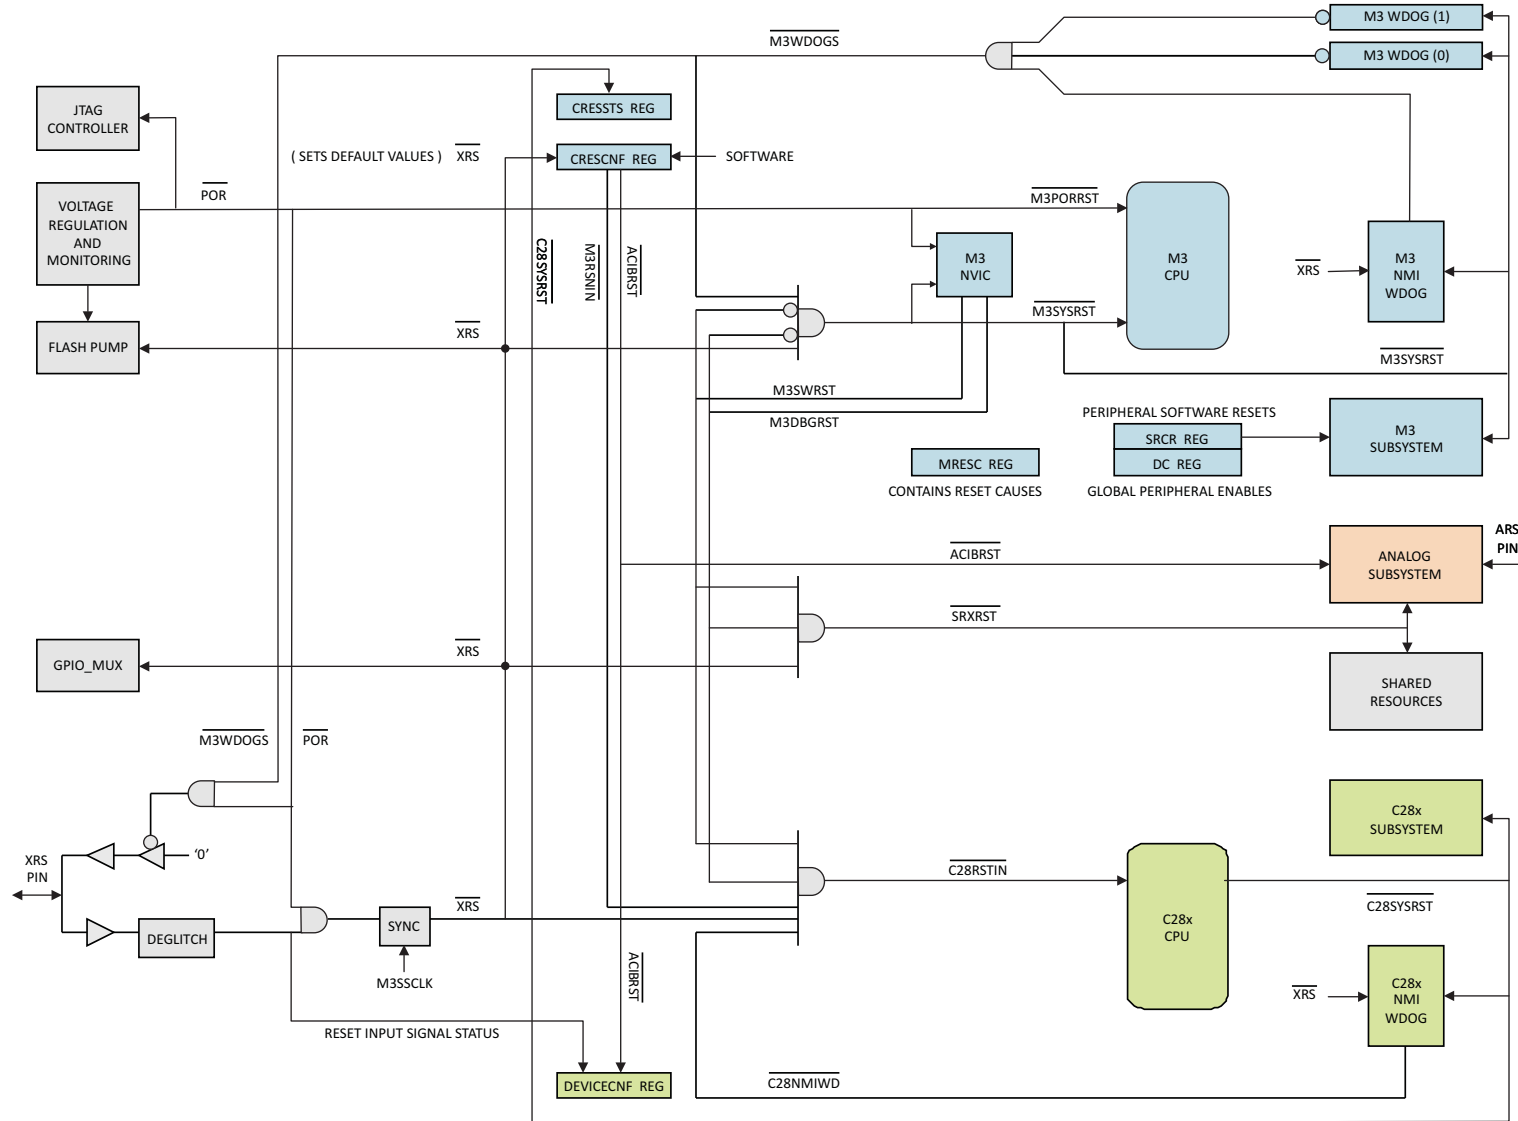 M3 WDOG (1)
M3WDOGS
M3 WDOG (0)
JTAG
CONTROLLER
CRESSTS REG
( SETS DEFAULT VALUES )
XRS
CRESCNF REG
SOFTWARE
POR
VOLTAGE
REGULATION
AND
MONITORING
M3PORRST
C28SYSRST
M3RSNIN
ACIBRST
M3
NVIC
M3
CPU
XRS
M3
NMI
WDOG
FLASH PUMP
XRS
M3SYSRST
M3SYSRST
M3SWRST
M3DBGRST
PERIPHERAL SOFTWARE RESETS
SRCR REG
DC REG
GLOBAL PERIPHERAL ENABLES
MRESC REG
CONTAINS RESET CAUSES
M3
SUBSYSTEM
ACIBRST
ANALOG
SUBSYSTEM
ARS
PIN
SRXRST
GPIO_MUX
XRS
SHARED
RESOURCES
M3WDOGS
POR
C28x
SUBSYSTEM
'0'
XRS
PIN
C28RSTIN
C28x
CPU
C28SYSRST
DEGLITCH
SYNC
XRS
M3SSCLK
ACIBRST
XRS
C28x
NMI
WDOG
RESET INPUT SIGNAL STATUS
DEVICECNF REG
C28NMIWD